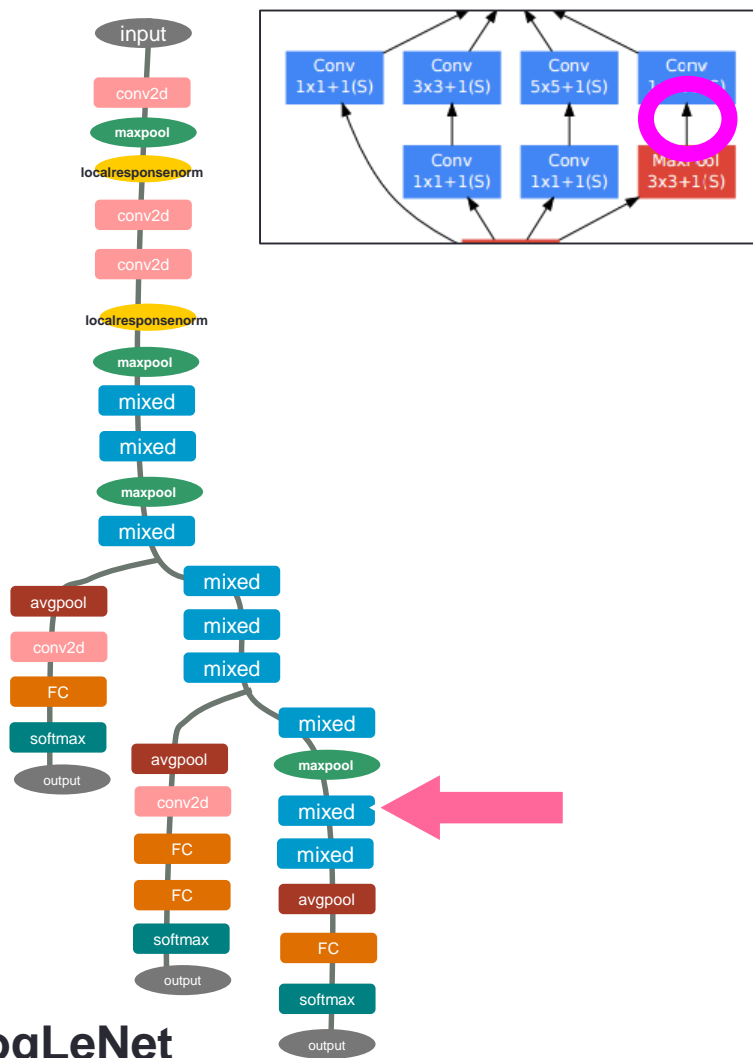 input
conv2d
maxpool
localresponsenorm
conv2d
conv2d
localresponsenorm
maxpool
mixed
mixed
maxpool
mixed
avgpool
conv2d
FC
softmax
output
mixed
mixed
mixed
avgpool
conv2d
FC
FC
softmax
output
mixed
maxpool
mixed
mixed
avgpool
FC
softmax
output
Conv
1x1+1(S)
Conv
3x3+1(S)
Conv
5x5+1(S)
Conv
Conv
1x1+1(S)
Conv
1x1+1(S)
MaxPool
3x3+1(S)
ogLeNet